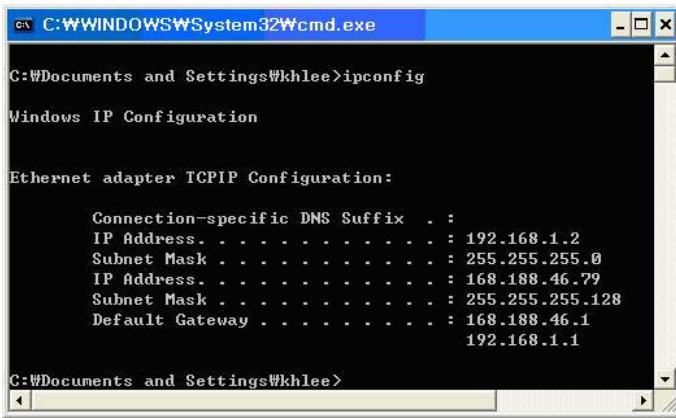 C:₩WINDOWS₩System32₩cmd.exe
C:₩Documents and Settings₩khlee>ipconfig
Windows IP Configuration
Ethernet adapter TCPIP Configuration:
Connection-specific DNS Suffix  . :
IP Address. . . . . . . . . . . . : 192.168.1.2
Subnet Mask . . . . . . . . . . . : 255.255.255.0
IP Address. . . . . . . . . . . . : 168.188.46.79
Subnet Mask . . . . . . . . . . . : 255.255.255.128
Default Gateway . . . . . . . . . : 168.188.46.1
192.168.1.1
C:₩Documents and Settings₩khlee>